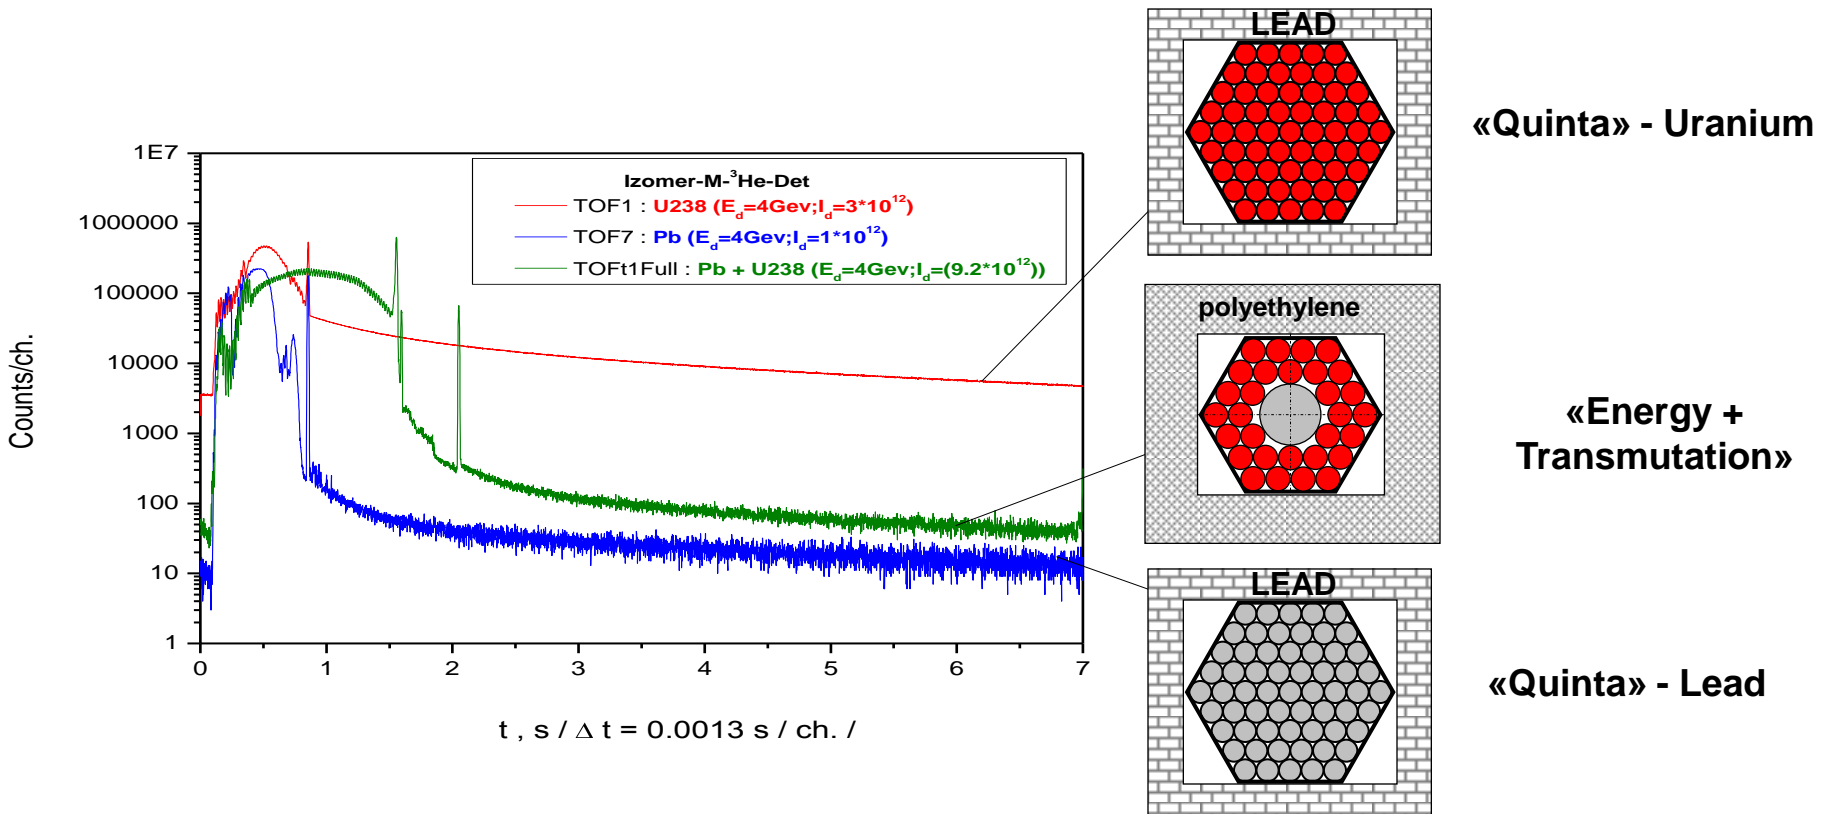 LEAD
«Quinta» - Uranium
1E7
1000000
100000
10000
1000
100
10
1
Counts/ch.
Izomer-M-³He-Det
TOF1 : U238 (E_d=4Gev;I_d=3*10¹²)
TOF7 : Pb (E_d=4Gev;I_d=1*10¹²)
TOFt1Full : Pb + U238 (E_d=4Gev;I_d=(9.2*10¹²))
0 1 2 3 4 5 6 7
t , s / Δ t = 0.0013 s / ch. /
polyethylene
«Energy +
Transmutation»
LEAD
«Quinta» - Lead